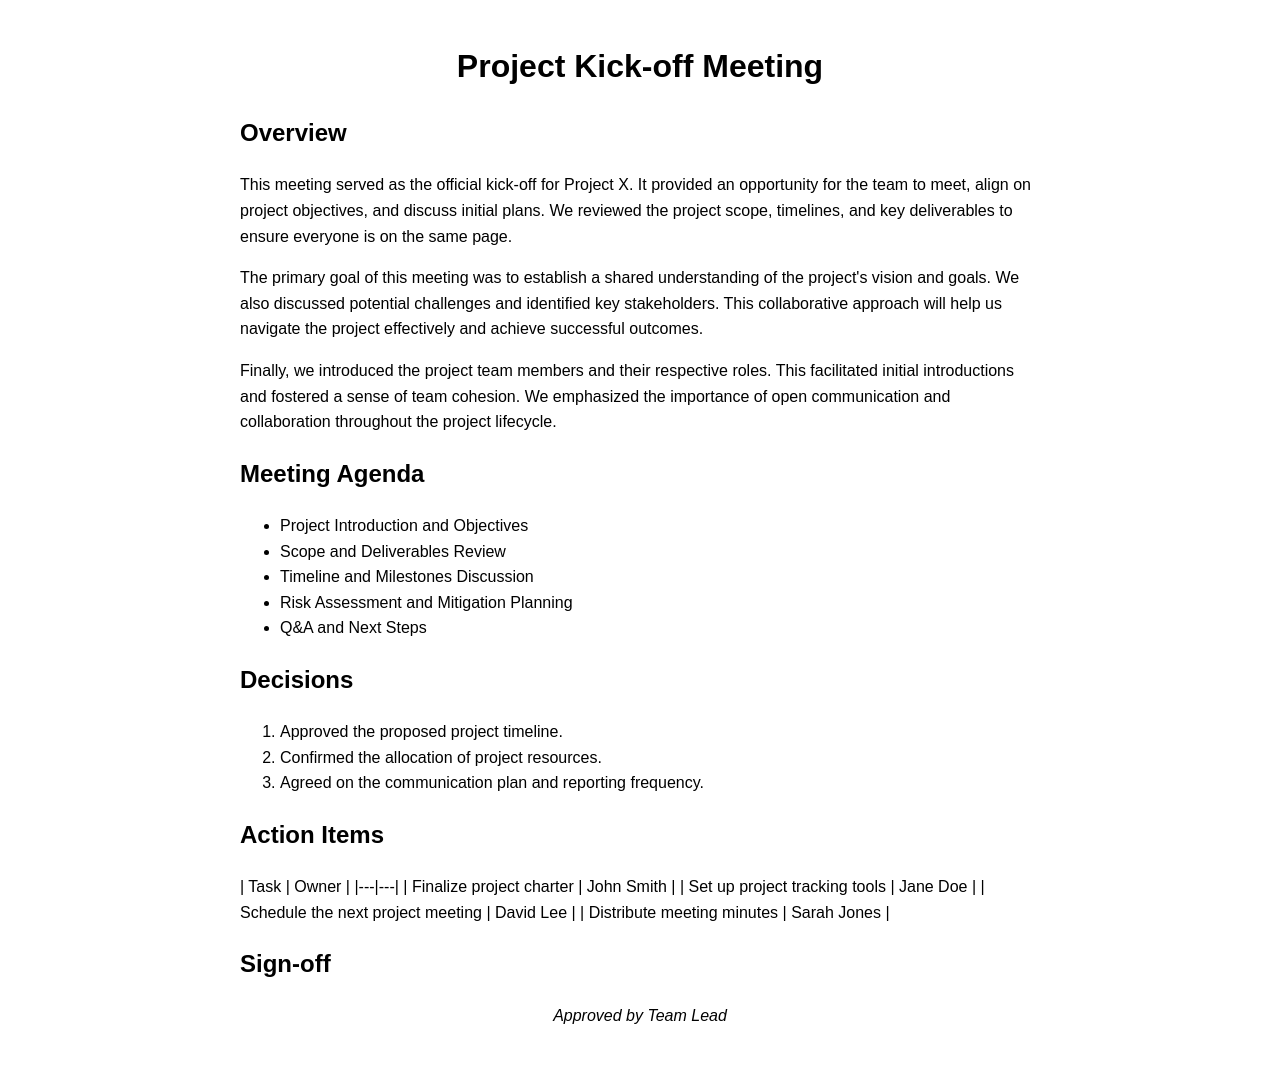 Project Kick-off Meeting
Overview
This meeting served as the official kick-off for Project X. It provided an opportunity for the team to meet, align on
project objectives, and discuss initial plans. We reviewed the project scope, timelines, and key deliverables to
ensure everyone is on the same page.
The primary goal of this meeting was to establish a shared understanding of the project's vision and goals. We
also discussed potential challenges and identified key stakeholders. This collaborative approach will help us
navigate the project effectively and achieve successful outcomes.
Finally, we introduced the project team members and their respective roles. This facilitated initial introductions
and fostered a sense of team cohesion. We emphasized the importance of open communication and
collaboration throughout the project lifecycle.
Meeting Agenda
• Project Introduction and Objectives
• Scope and Deliverables Review
• Timeline and Milestones Discussion
• Risk Assessment and Mitigation Planning
• Q&A and Next Steps
Decisions
1. Approved the proposed project timeline.
2. Confirmed the allocation of project resources.
3. Agreed on the communication plan and reporting frequency.
Action Items
| Task | Owner | |---|---| | Finalize project charter | John Smith | | Set up project tracking tools | Jane Doe | |
Schedule the next project meeting | David Lee | | Distribute meeting minutes | Sarah Jones |
Sign-off
Approved by Team Lead